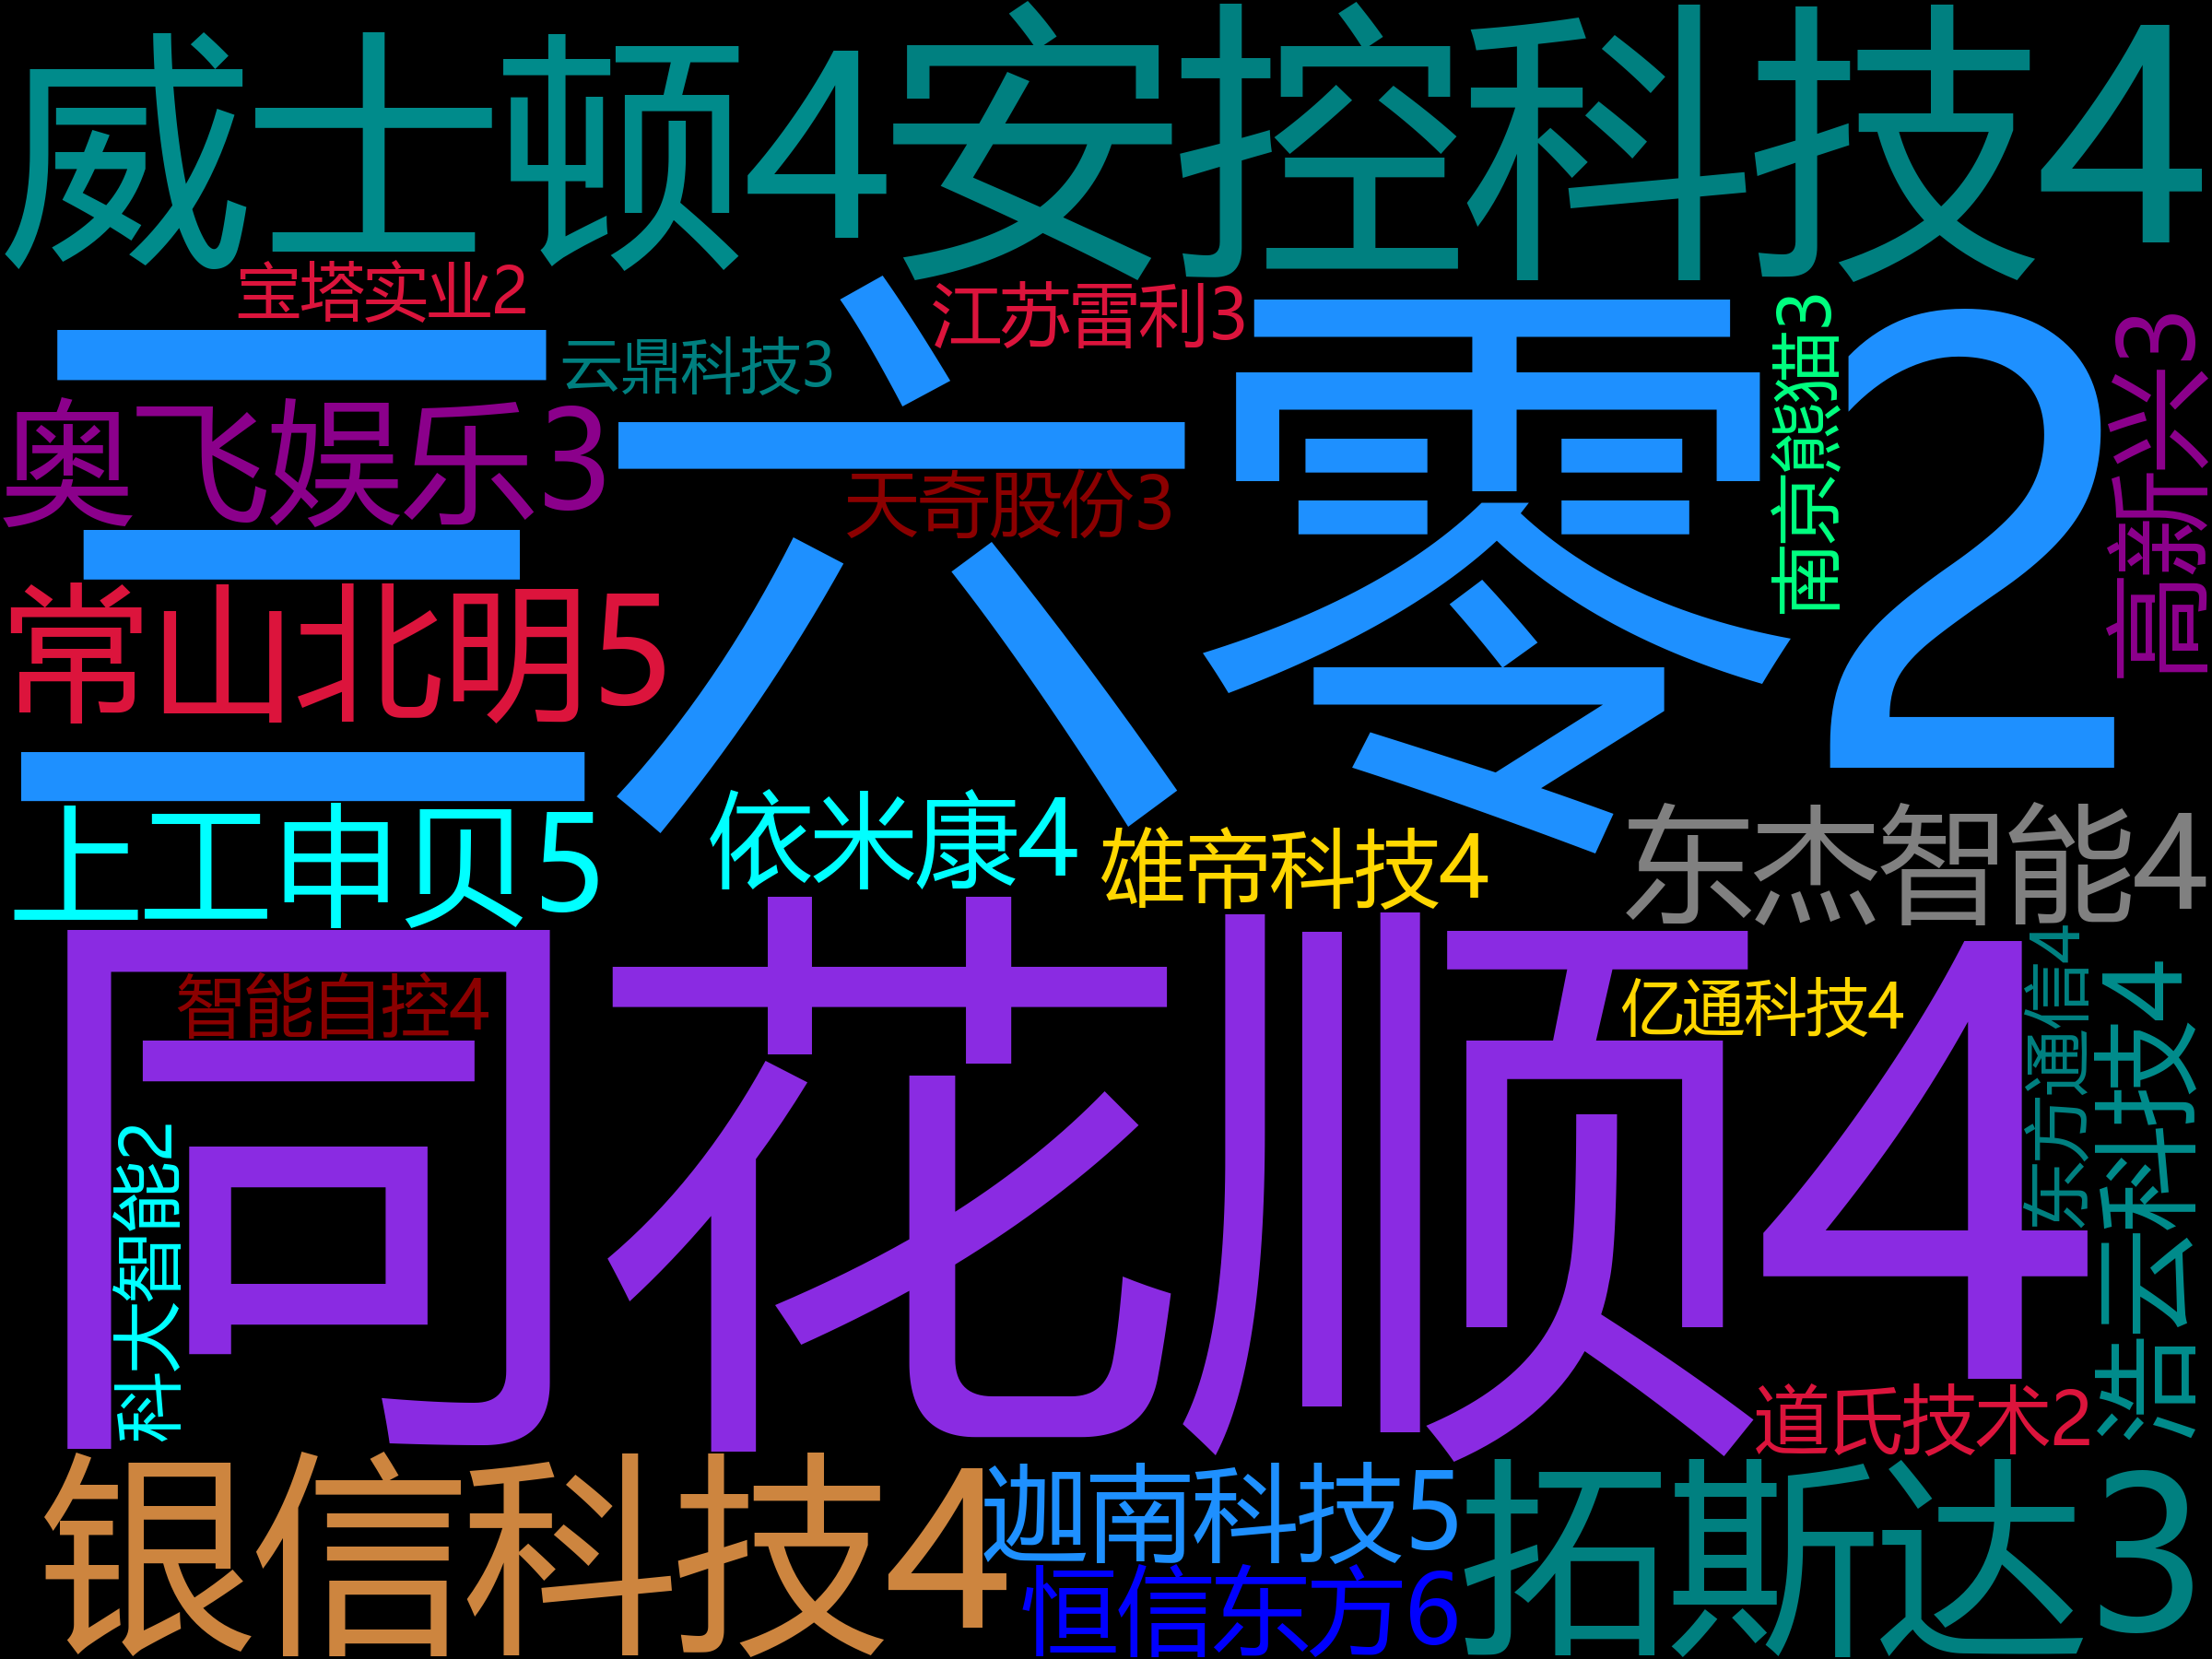 威士顿4
安控科技4
宝塔实业2
江苏雷利3
云鼎科技3
三六零2
南京熊猫3
高新兴3
奥飞娱乐3
天奇股份3
常山北明5
上工申贝5
依米康4
雄帝科技4
东杰智能4
同花顺4
智能自控4
亿通科技4
东方通信4
浩云科技4
科大智能2
道氏技术2
银信科技4
迦南科技5
恒信东方6
拓斯达3